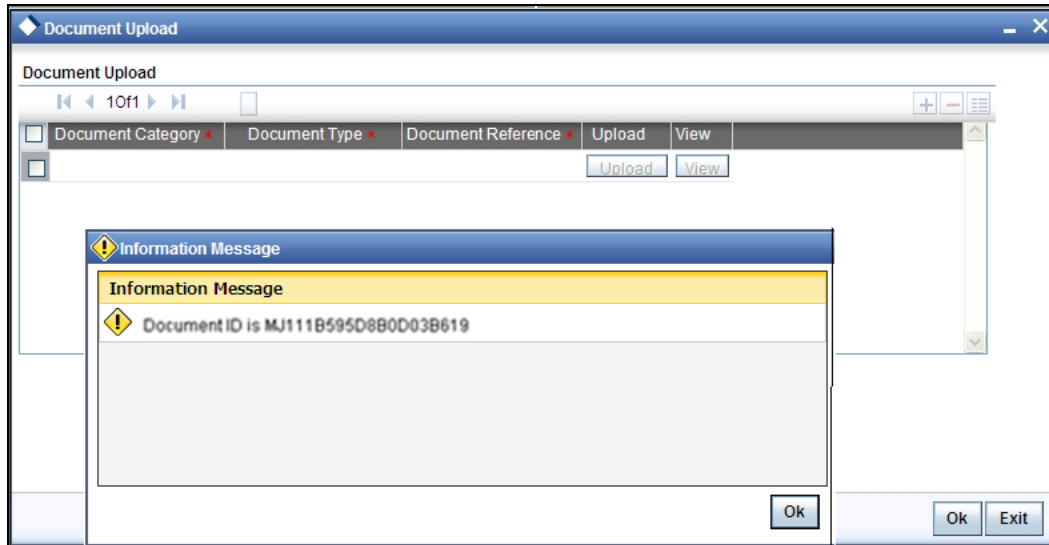 Document Upload
Document Upload
1Of1
Document Category * Document Type * Document Reference * Upload View
Upload View
Information Message
Information Message
Document ID is MJ111B595D8B0D03B619
Ok
Ok Exit